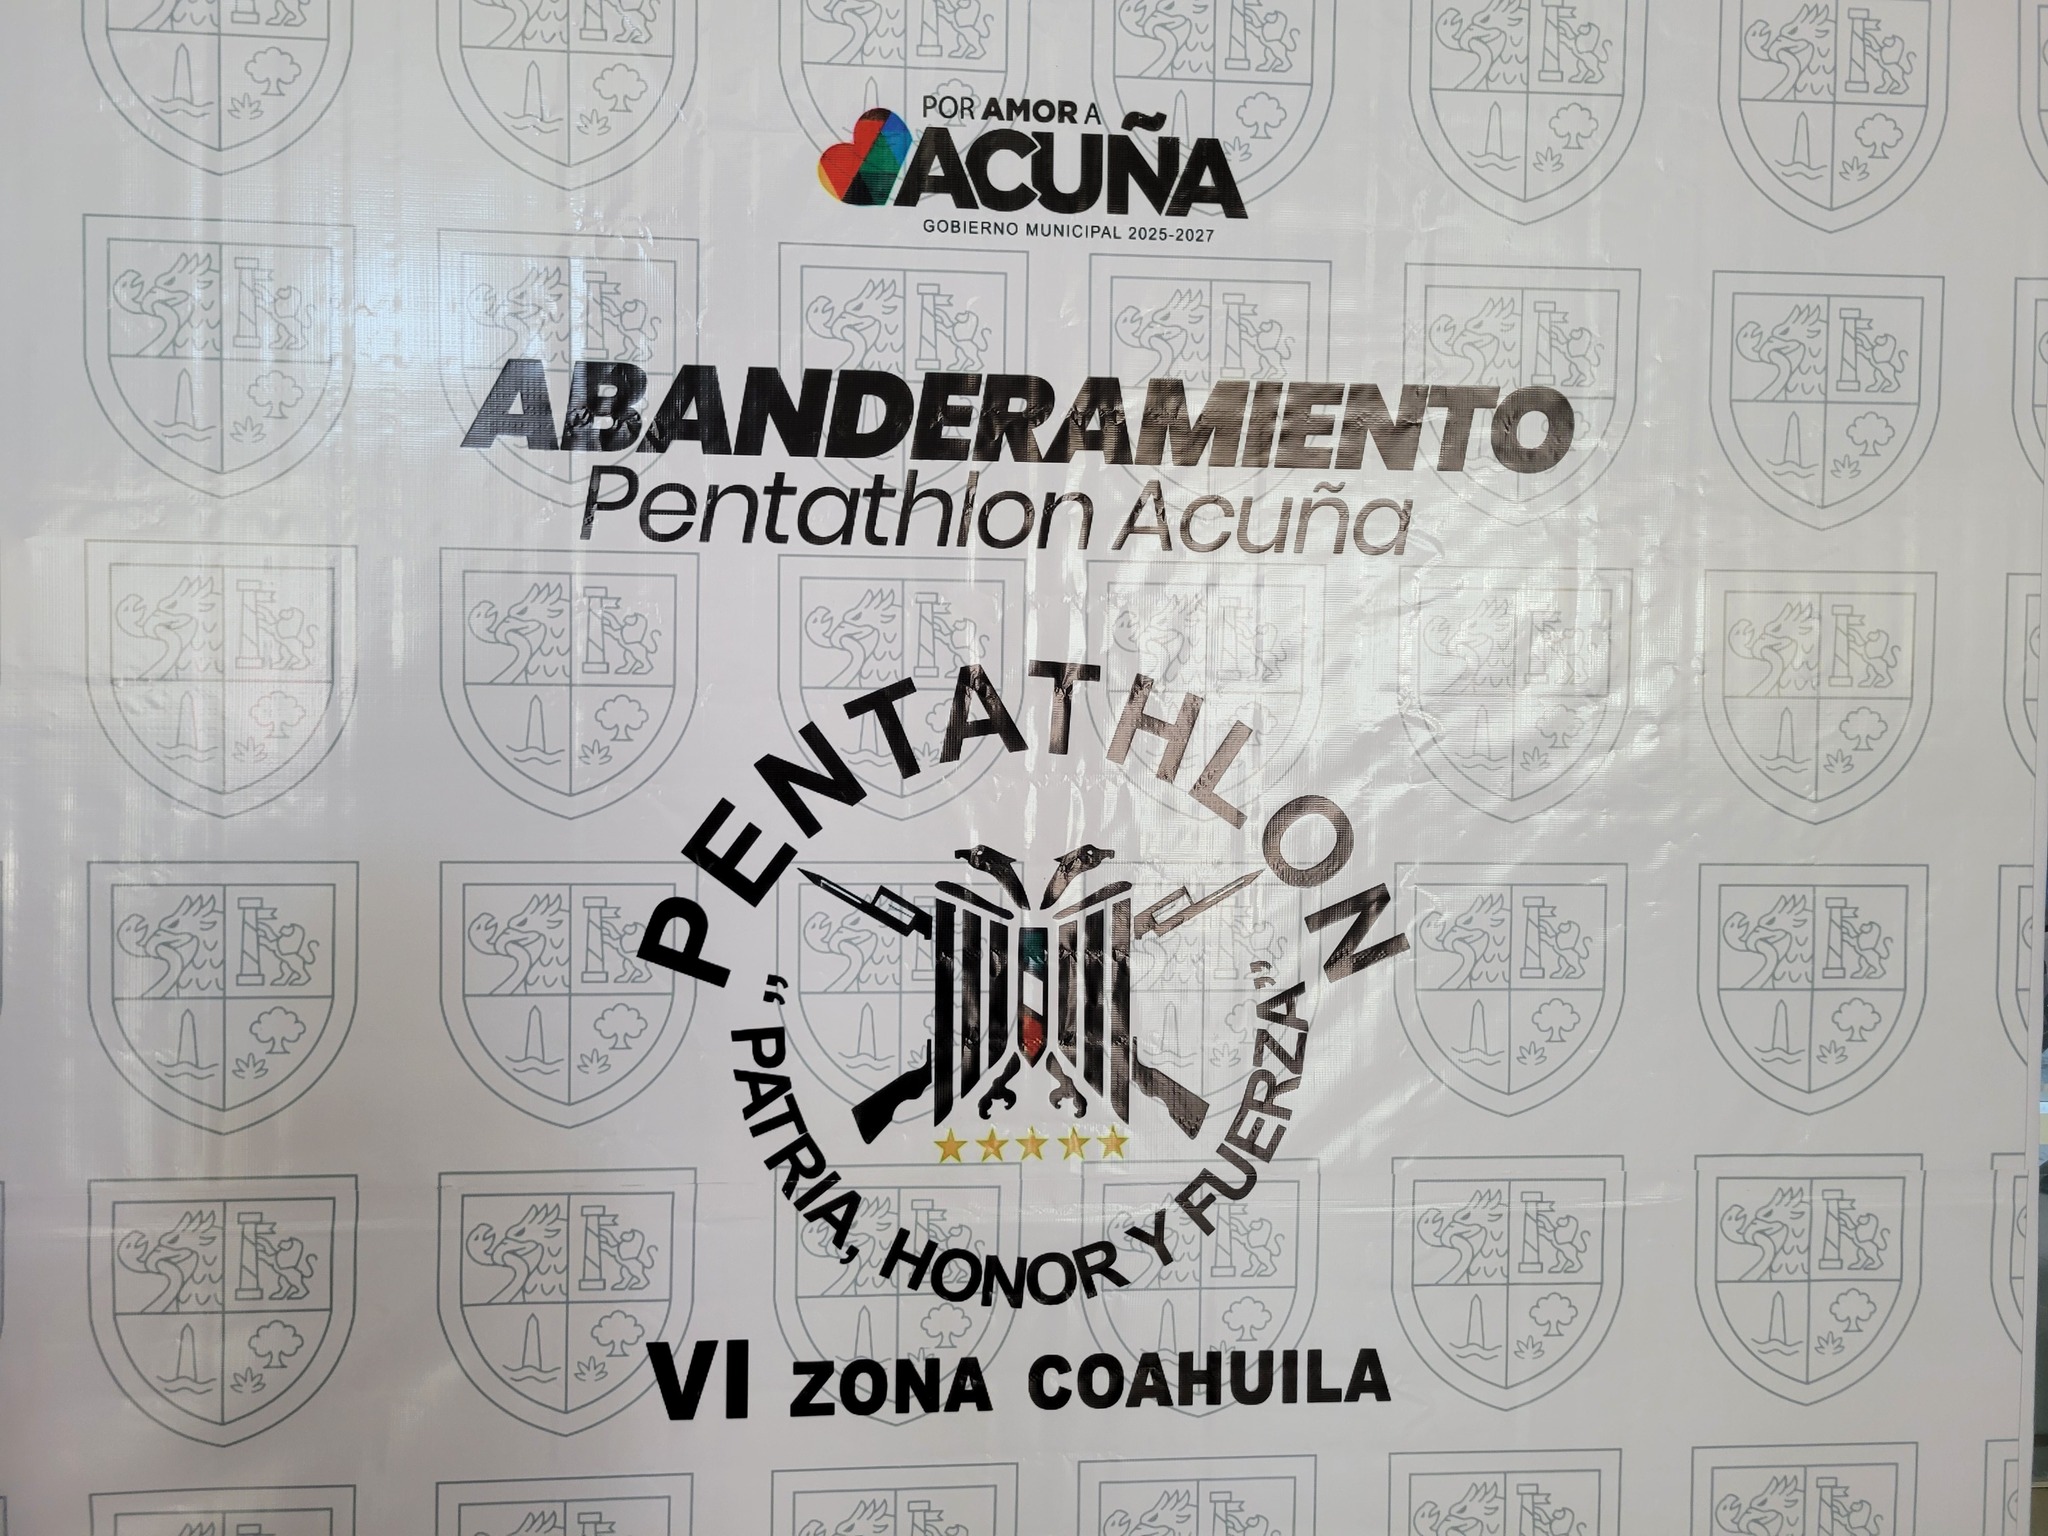 POR AMOR A
ACUÑA
GOBIERNO MUNICIPAL 2025-2027
ABANDERAMIENTO
Pentathlon Acuña
PENTATHLON
“PATRIA, HONOR Y FUERZA”
VI ZONA COAHUILA